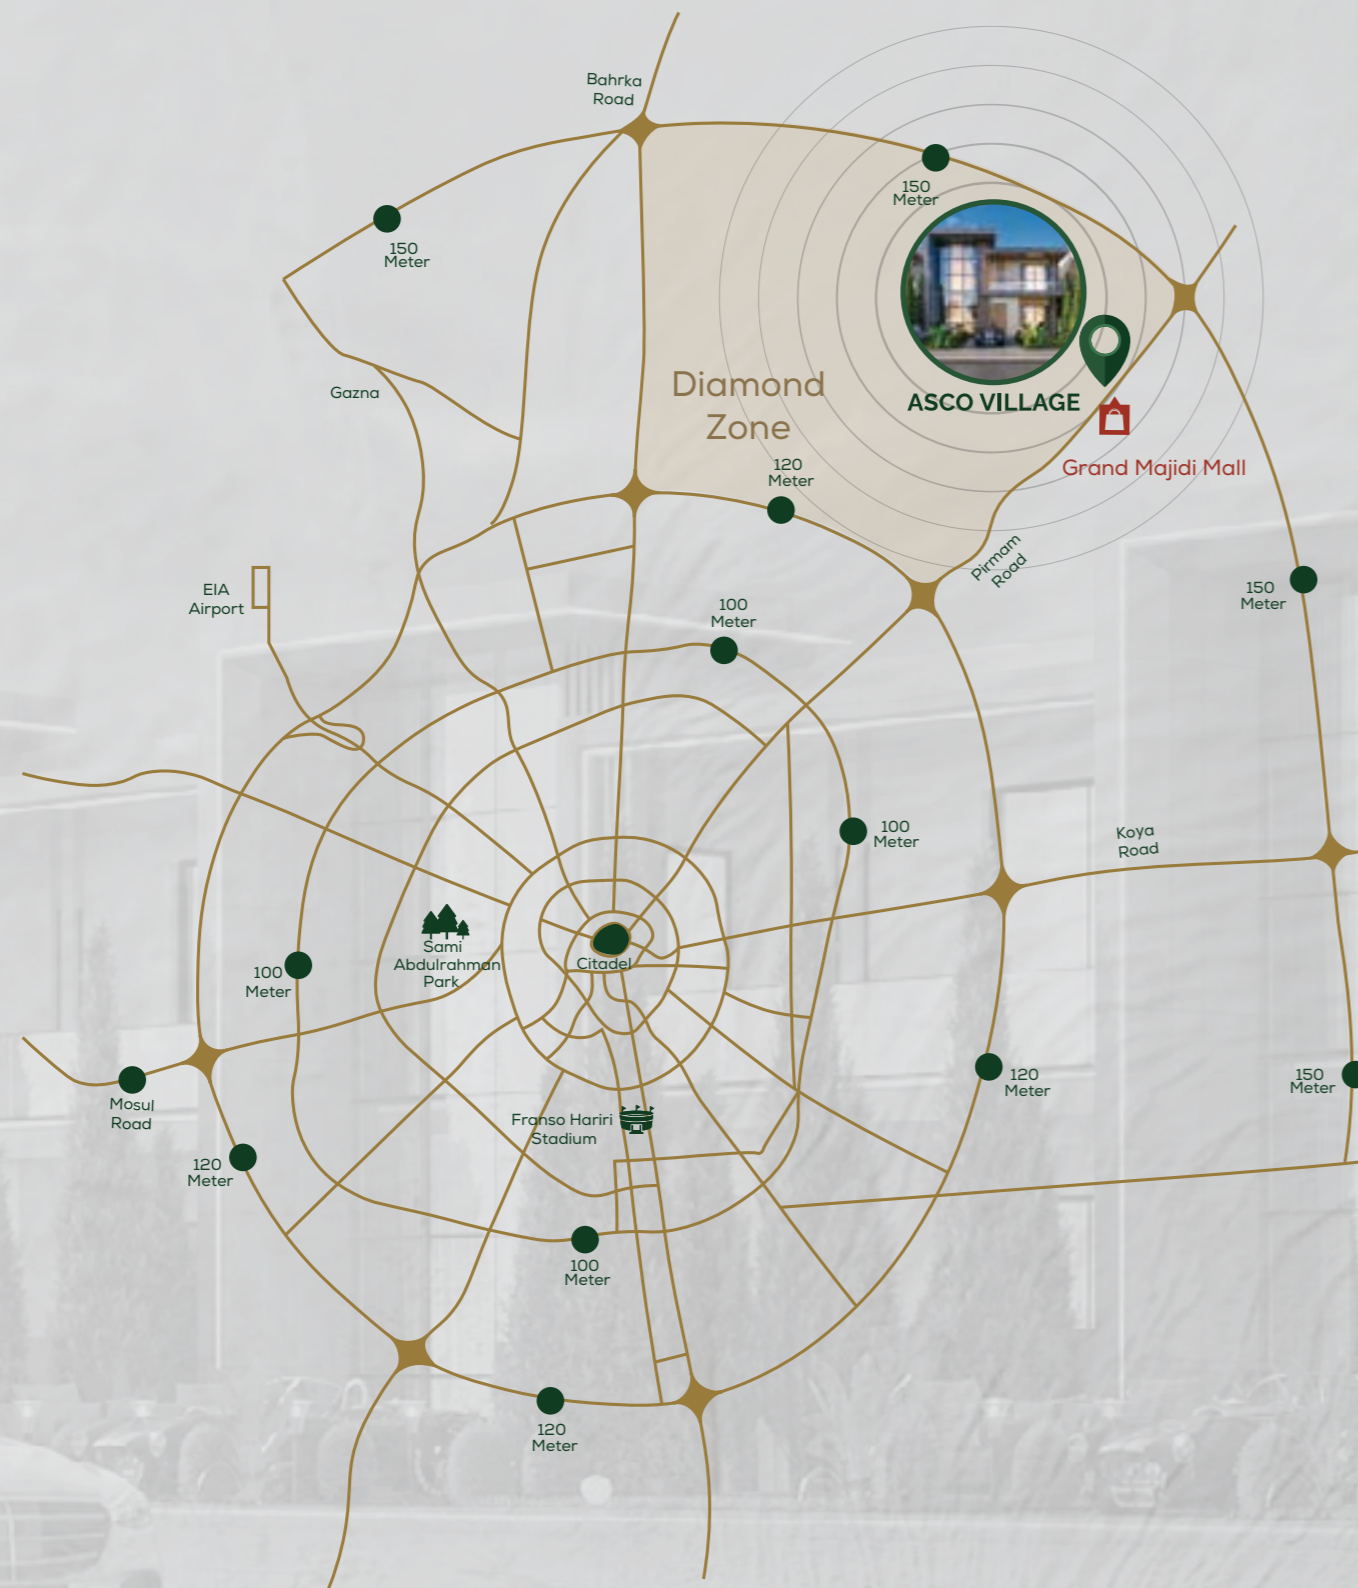 Bahrka
Road
150
Meter
150
Meter
ASCO VILLAGE
Diamond
Zone
Gazna
Grand Majidi Mall
120
Meter
Pirmam
Road
EIA
Airport
150
Meter
100
Meter
100
Meter
Koya
Road
Sami
Abdulrahman
Park
Citadel
100
Meter
120
Meter
150
Meter
Mosul
Road
Franso Hariri
Stadium
120
Meter
100
Meter
120
Meter